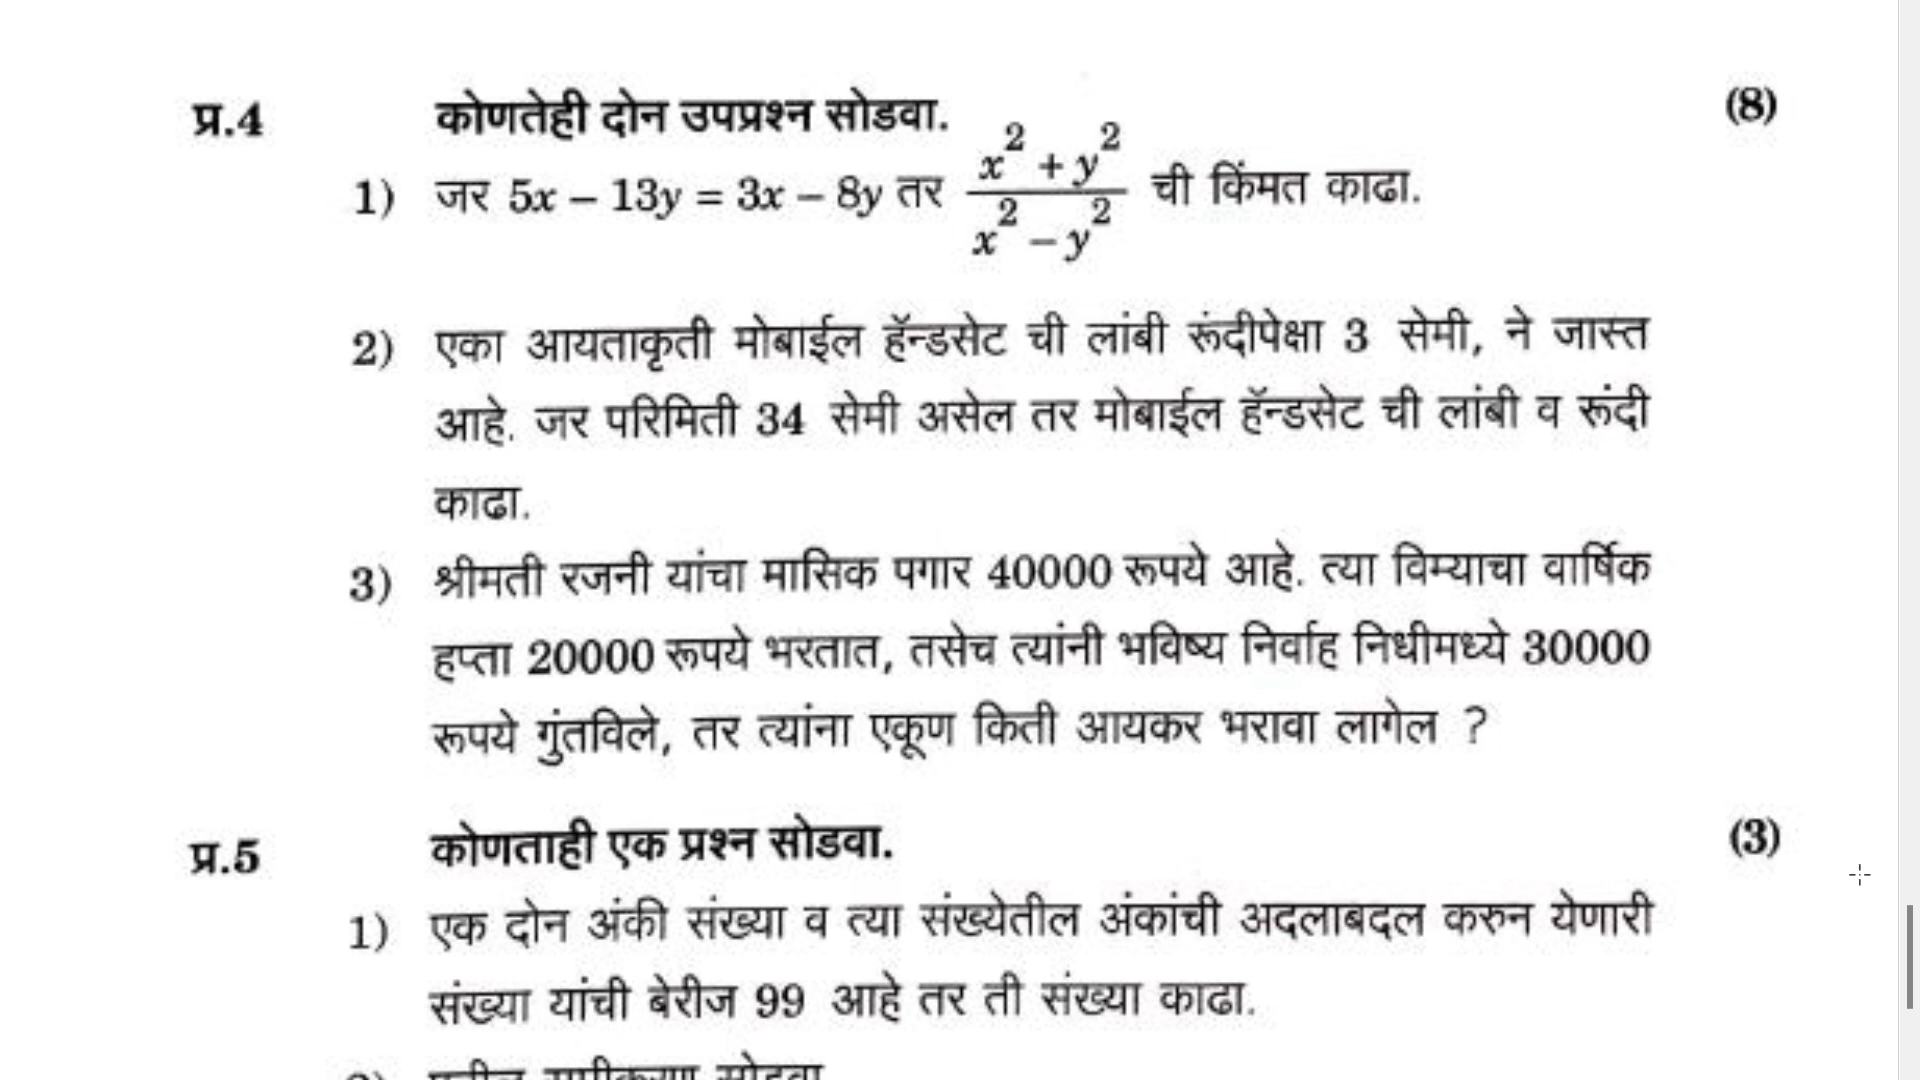 प्र.4 कोणतेही दोन उपप्रश्न सोडवा. (8)
1) जर 5x – 13y = 3x – 8y तर (x² + y²)/(x² – y²) ची किंमत काढा.
2) एका आयताकृती मोबाईल हॅन्डसेट ची लांबी रूंदीपेक्षा 3 सेमी, ने जास्त
आहे. जर परिमिती 34 सेमी असेल तर मोबाईल हॅन्डसेट ची लांबी व रूंदी
काढा.
3) श्रीमती रजनी यांचा मासिक पगार 40000 रूपये आहे. त्या विम्याचा वार्षिक
हप्ता 20000 रूपये भरतात, तसेच त्यांनी भविष्य निर्वाह निधीमध्ये 30000
रूपये गुंतविले, तर त्यांना एकूण किती आयकर भरावा लागेल ?
प्र.5 कोणताही एक प्रश्न सोडवा. (3)
1) एक दोन अंकी संख्या व त्या संख्येतील अंकांची अदलाबदल करुन येणारी
संख्या यांची बेरीज 99 आहे तर ती संख्या काढा.